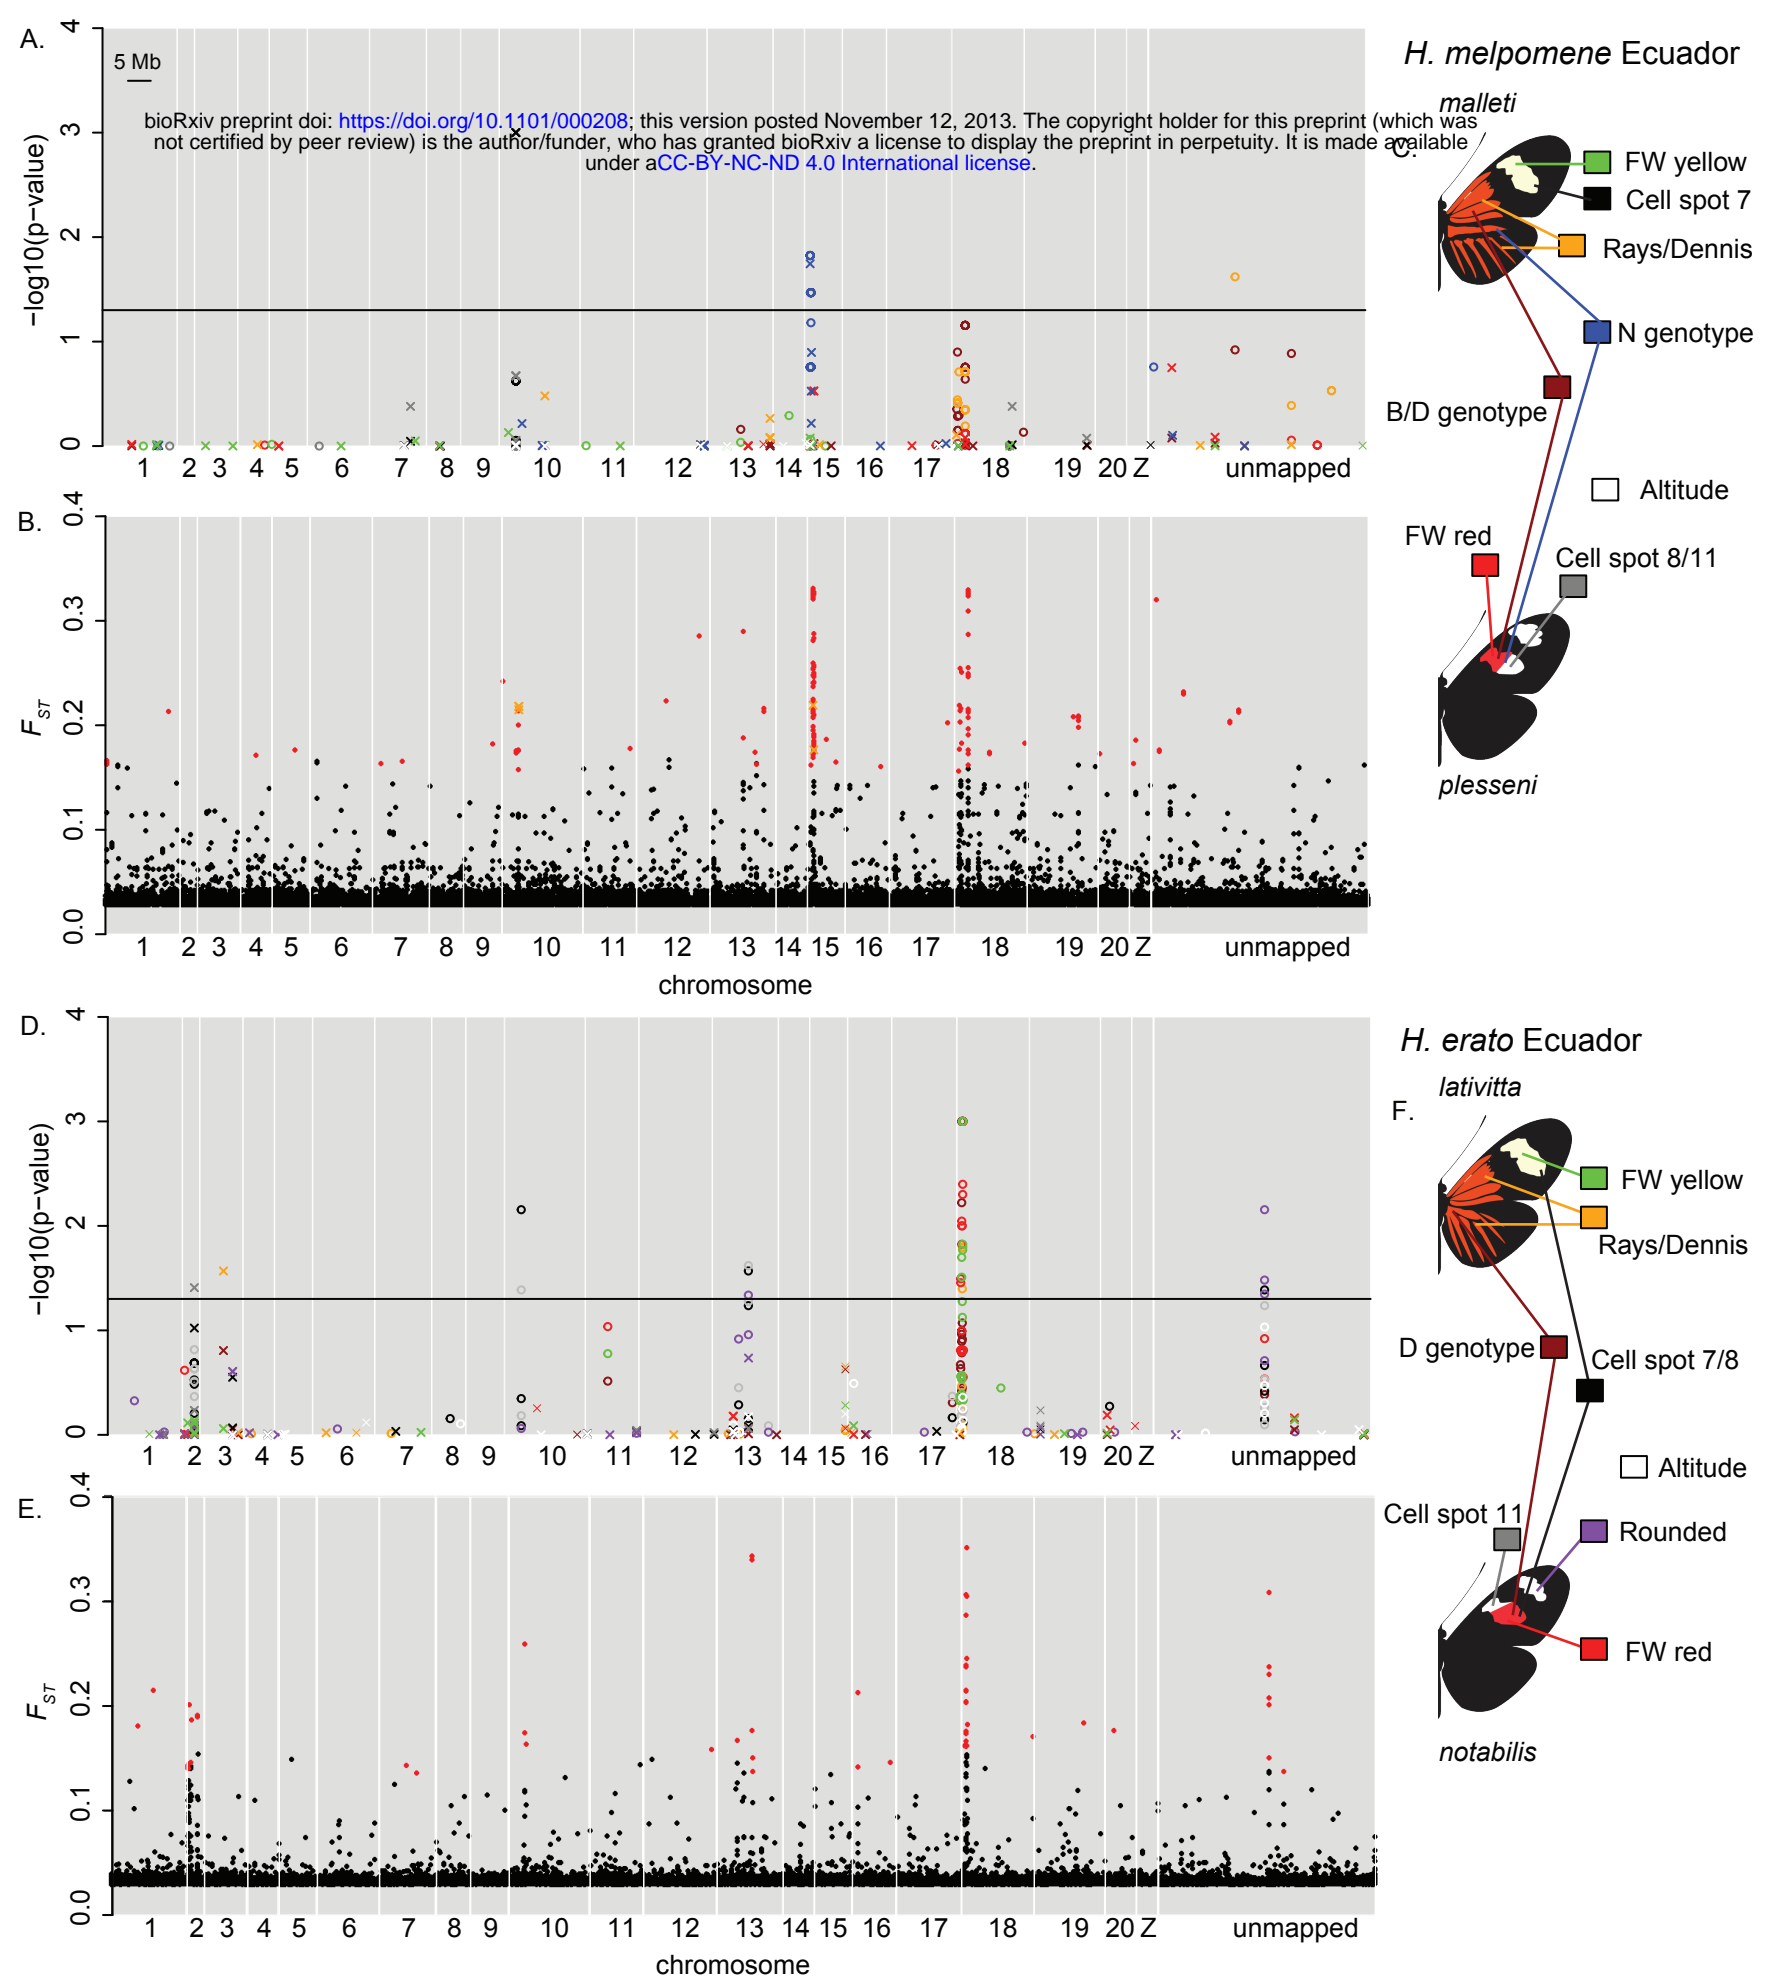 A.
4
3
2
1
0
−log10(p−value)
5 Mb
bioRxiv preprint doi: https://doi.org/10.1101/000208; this version posted November 12, 2013. The copyright holder for this preprint (which was
not certified by peer review) is the author/funder, who has granted bioRxiv a license to display the preprint in perpetuity. It is made available
under aCC-BY-NC-ND 4.0 International license.
1 2 3 4 5 6 7 8 9 10 11 12 13 14 15 16 17 18 19 20 Z unmapped
B.
0.4
0.3
0.2
0.1
0.0
FST
1 2 3 4 5 6 7 8 9 10 11 12 13 14 15 16 17 18 19 20 Z unmapped
chromosome
H. melpomene Ecuador
malleti
C.
FW yellow
Cell spot 7
Rays/Dennis
N genotype
B/D genotype
Altitude
FW red
Cell spot 8/11
plesseni
D.
4
3
2
1
0
−log10(p−value)
1 2 3 4 5 6 7 8 9 10 11 12 13 14 15 16 17 18 19 20 Z unmapped
E.
0.4
0.3
0.2
0.1
0.0
FST
1 2 3 4 5 6 7 8 9 10 11 12 13 14 15 16 17 18 19 20 Z unmapped
chromosome
H. erato Ecuador
lativitta
F.
FW yellow
Rays/Dennis
D genotype
Cell spot 7/8
Altitude
Cell spot 11
Rounded
FW red
notabilis